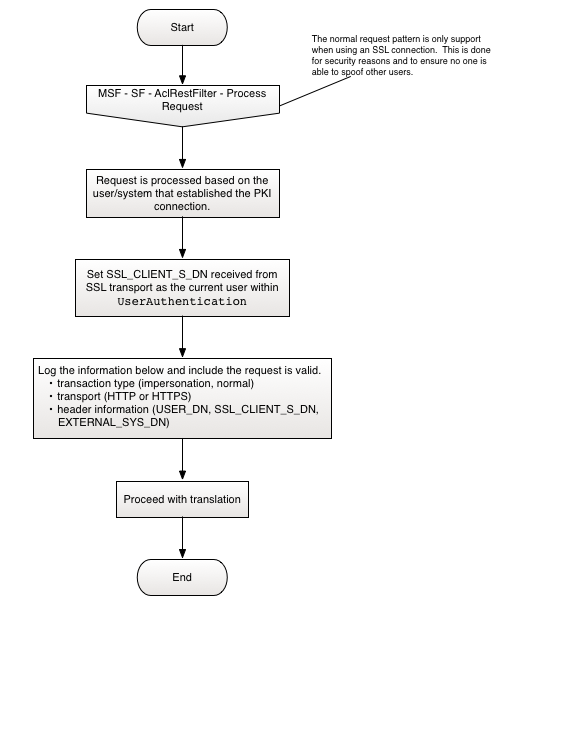 Start
The normal request pattern is only support
when using an SSL connection.  This is done
for security reasons and to ensure no one is
able to spoof other users.
MSF - SF - AclRestFilter - Process
Request
Request is processed based on the
user/system that established the PKI
connection.
Set SSL_CLIENT_S_DN received from
SSL transport as the current user within
UserAuthentication
Log the information below and include the request is valid.
• transaction type (impersonation, normal)
• transport (HTTP or HTTPS)
• header information (USER_DN, SSL_CLIENT_S_DN,
EXTERNAL_SYS_DN)
Proceed with translation
End